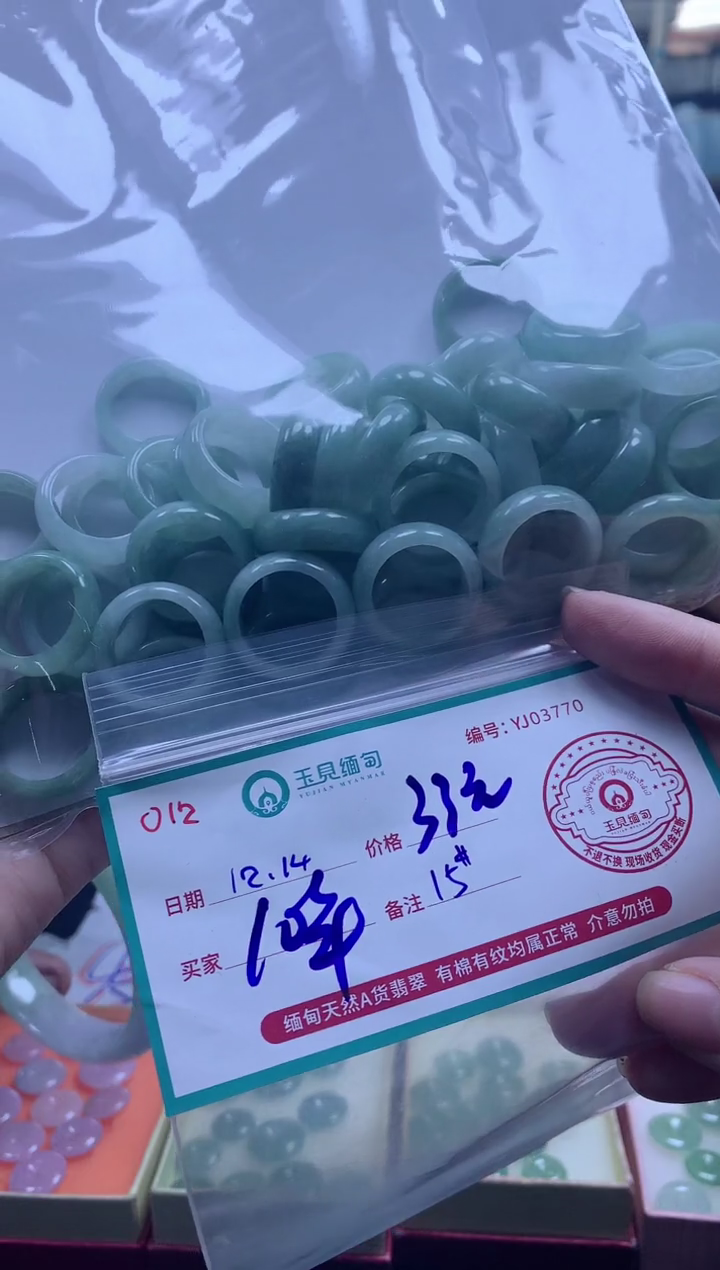 编号：YJ03770
玉見缅甸
YUJIAN MYANMAR
012
日期 12.14
价格 33元
买家
备注 15#
玉見缅甸
不退不换 现场收货 现金买断
缅甸天然A货翡翠 有棉有纹均属正常 介意勿拍